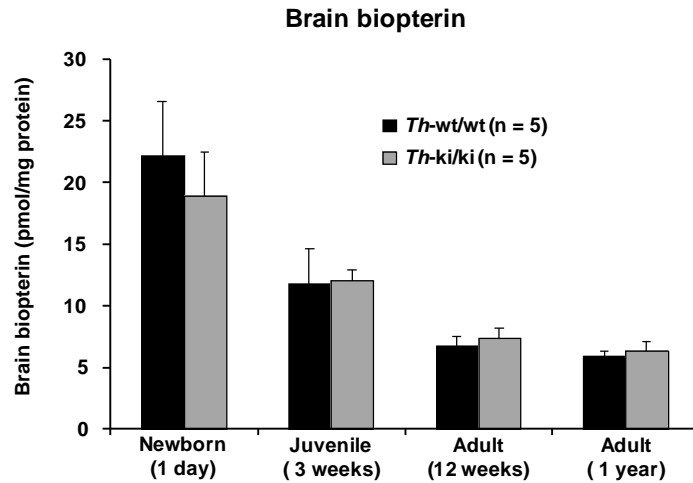 Brain biopterin
Brain biopterin (pmol/mg protein)
30
25
20
15
10
5
0
Th-wt/wt (n = 5)
Th-ki/ki (n = 5)
Newborn
(1 day)
Juvenile
( 3 weeks)
Adult
(12 weeks)
Adult
( 1 year)